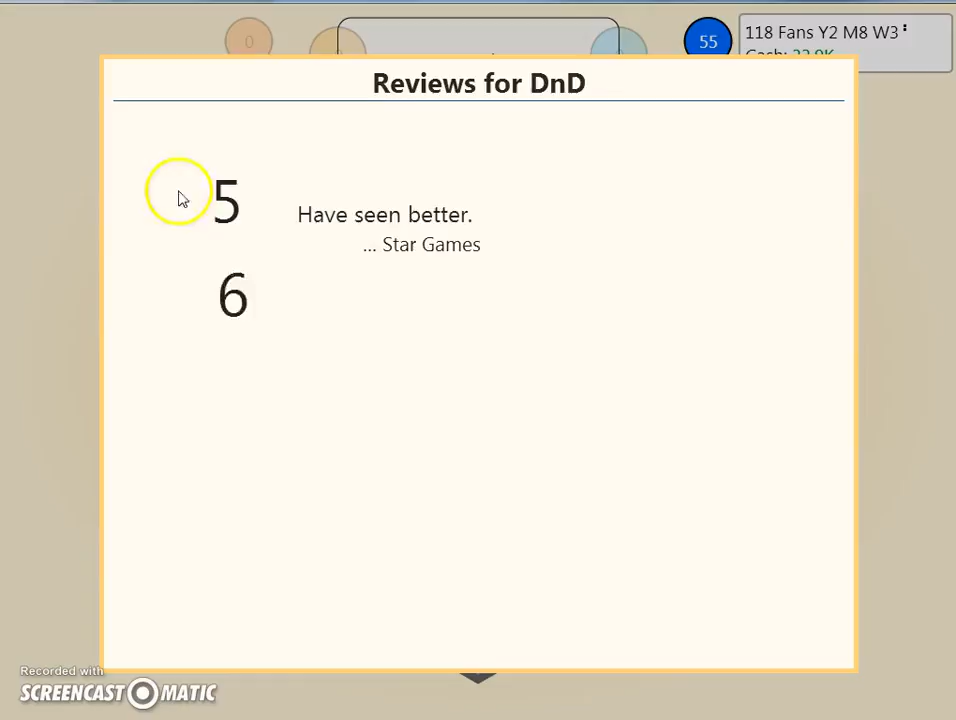 0
55
118 Fans Y2 M8 W3
Reviews for DnD
5
Have seen better.
... Star Games
6
Recorded with
SCREENCAST MATIC